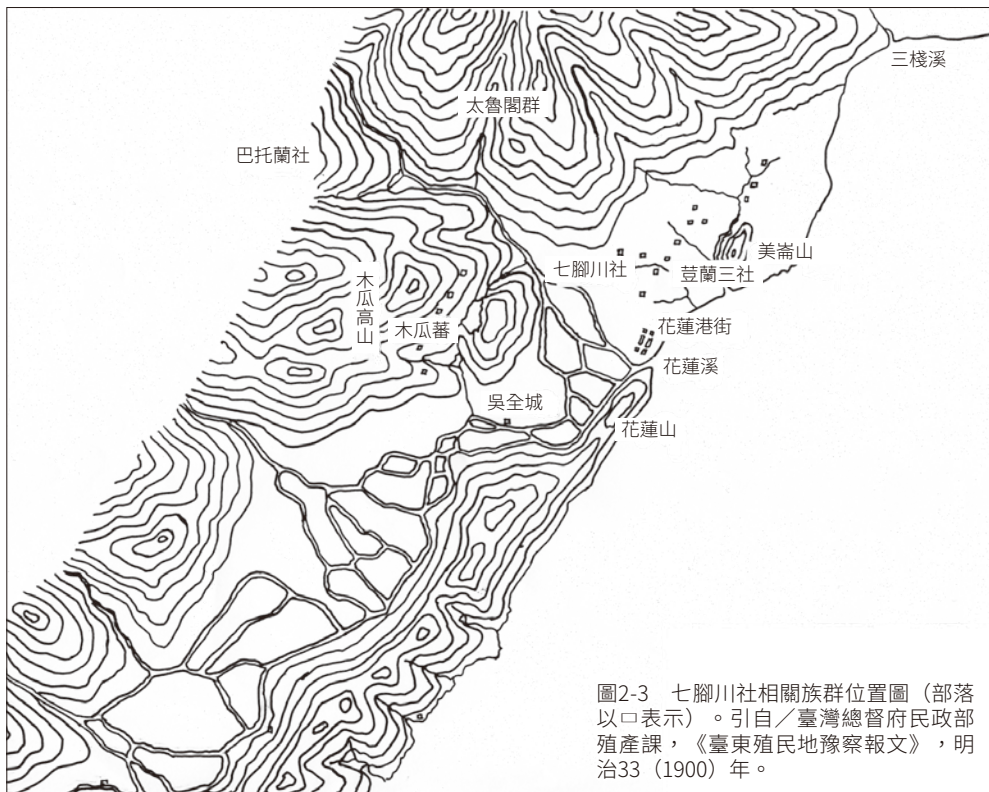 三棧溪
太魯閣群
巴托蘭社
美崙山
七腳川社
荳蘭三社
木瓜高山
木瓜蕃
花蓮港街
花蓮溪
吳全城
花蓮山
圖2-3　七腳川社相關族群位置圖（部落
以□表示）。引自／臺灣總督府民政部
殖產課，《臺東殖民地豫察報文》，明
治33（1900）年。